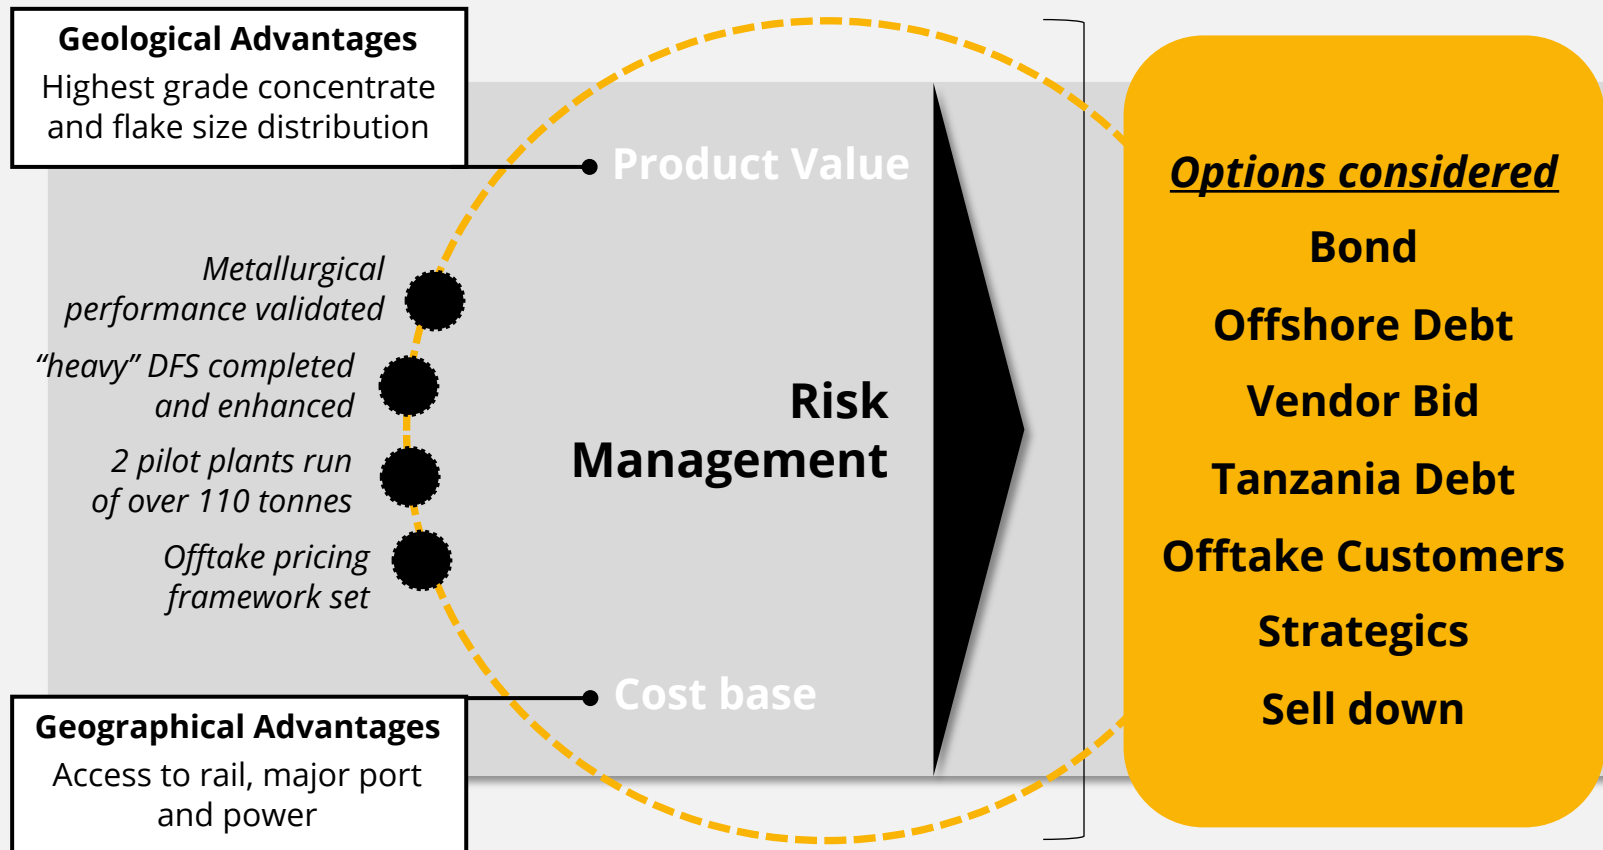 Geological Advantages
Highest grade concentrate
and flake size distribution
Product Value
Metallurgical
performance validated
“heavy” DFS completed
and enhanced
2 pilot plants run
of over 110 tonnes
Offtake pricing
framework set
Risk
Management
Cost base
Geographical Advantages
Access to rail, major port
and power
Options considered
Bond
Offshore Debt
Vendor Bid
Tanzania Debt
Offtake Customers
Strategics
Sell down